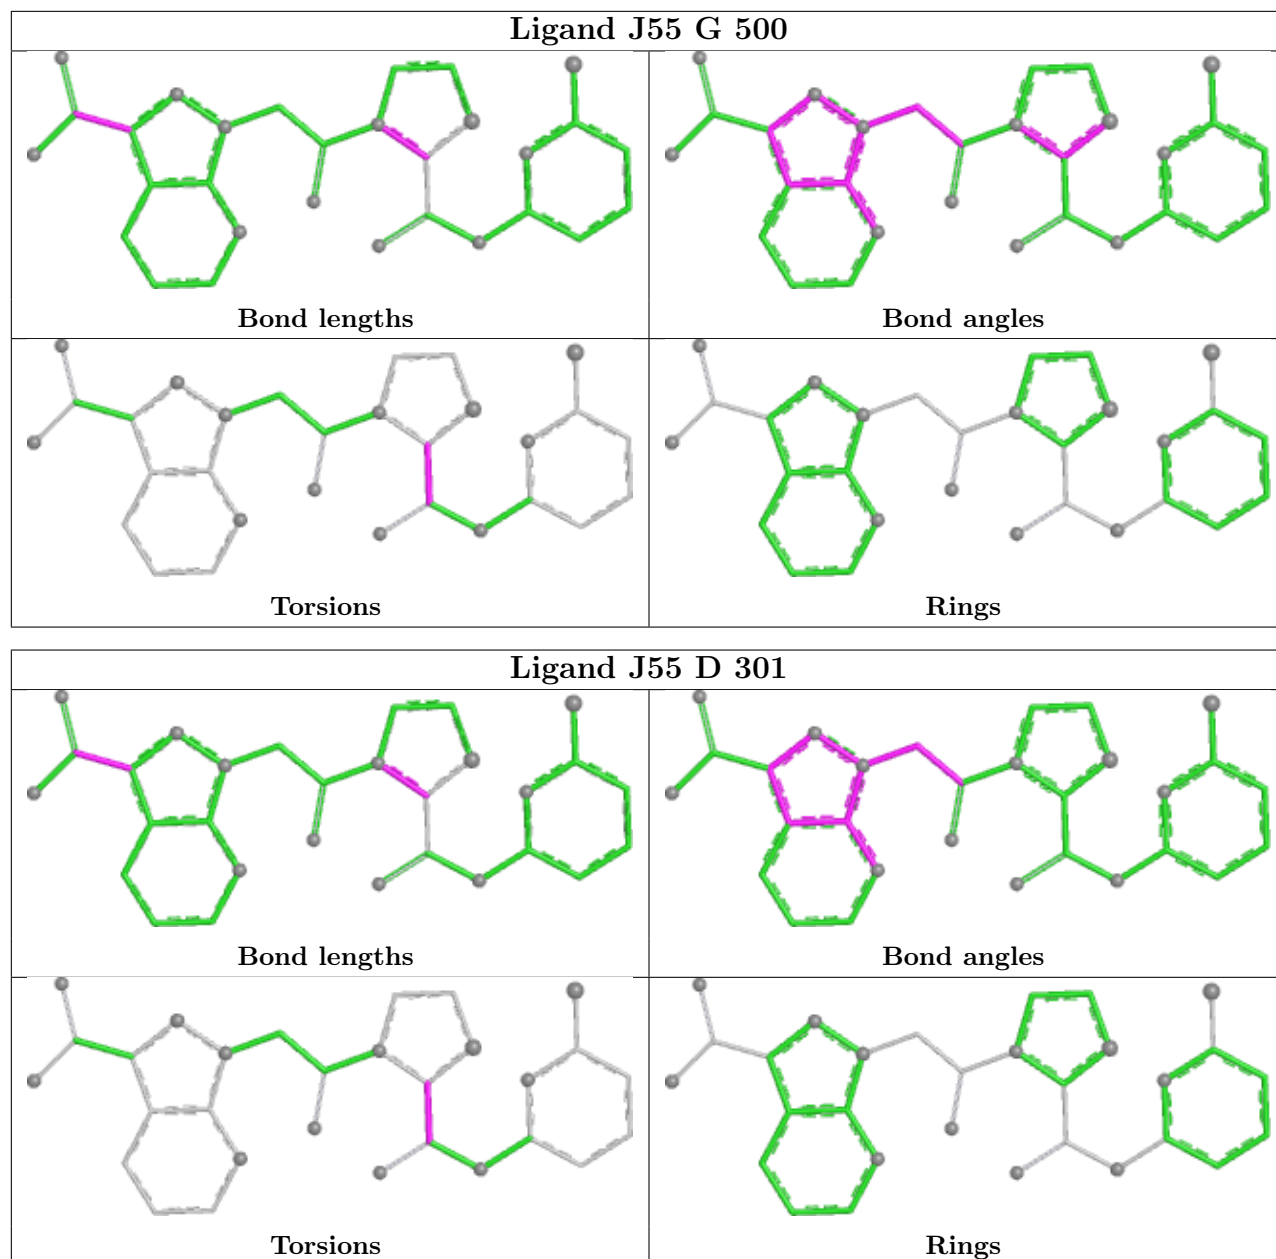 Ligand J55 G 500
Bond lengths
Bond angles
Torsions
Rings
Ligand J55 D 301
Bond lengths
Bond angles
Torsions
Rings